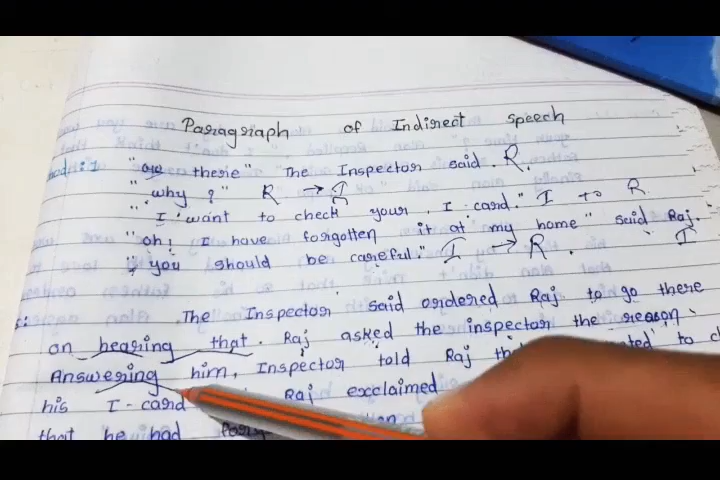 Paragraph of Indirect speech
"Go there" The Inspector said. R.
"Why?" R → I
"I want to check your I card." I to R
"oh! I have forgotten it at my home" said Raj. I
"you should be careful." I → R.
The Inspector said ordered Raj to go there
on hearing that. Raj asked the inspector the reason.
Answering him, Inspector told Raj to c
his I-card Raj exclaimed
that he had